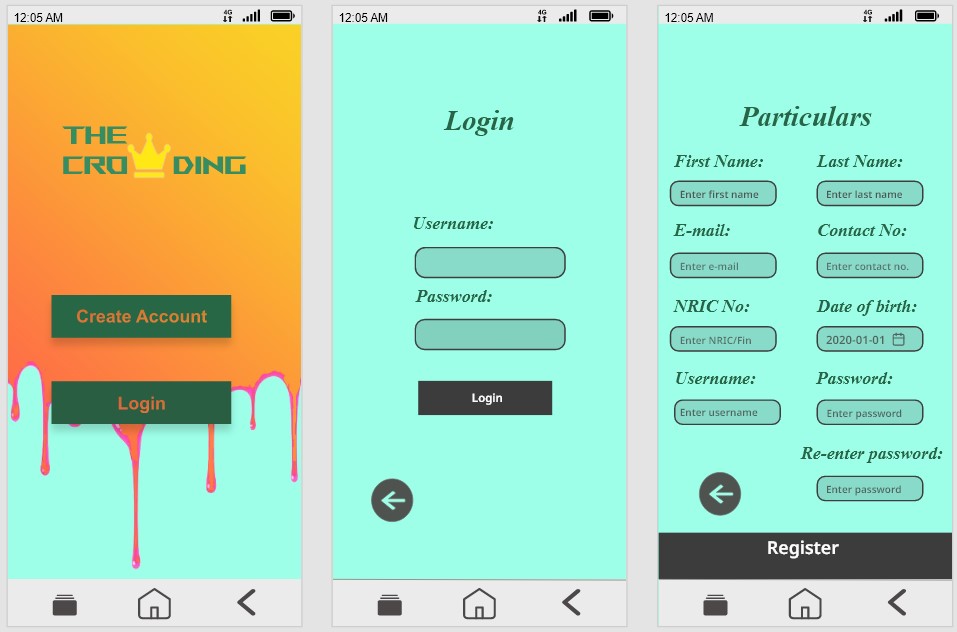 12:05 AM 4G
THE
CRO DING
Create Account
Login
12:05 AM 4G
Login
Username:
Password:
Login
12:05 AM 4G
Particulars
First Name: Last Name:
Enter first name Enter last name
E-mail: Contact No:
Enter e-mail Enter contact no.
NRIC No: Date of birth:
Enter NRIC/Fin 2020-01-01
Username: Password:
Enter username Enter password
Re-enter password:
Enter password
Register